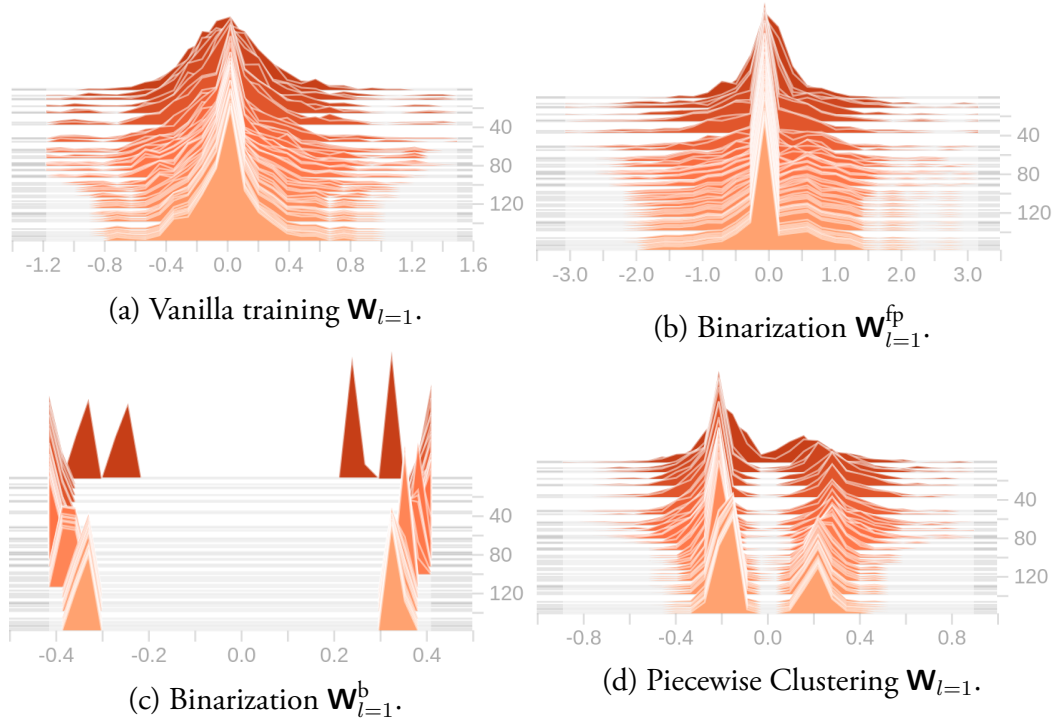 40
80
120
-1.2 -0.8 -0.4 0.0 0.4 0.8 1.2 1.6
(a) Vanilla training W_{l=1}.
40
80
120
-3.0 -2.0 -1.0 0.0 1.0 2.0 3.0
(b) Binarization W^{fp}_{l=1}.
40
80
120
-0.4 -0.2 0.0 0.2 0.4
(c) Binarization W^{b}_{l=1}.
40
80
120
-0.8 -0.4 0.0 0.4 0.8
(d) Piecewise Clustering W_{l=1}.